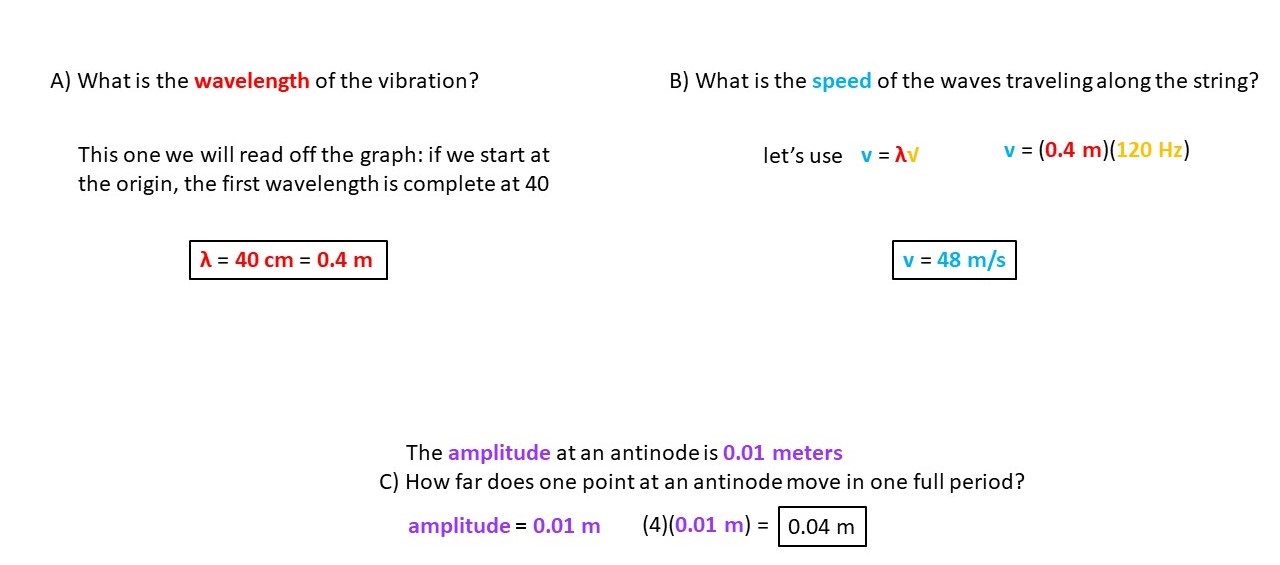 A) What is the wavelength of the vibration?
This one we will read off the graph: if we start at
the origin, the first wavelength is complete at 40
λ = 40 cm = 0.4 m
B) What is the speed of the waves traveling along the string?
let’s use v = λ√ v = (0.4 m)(120 Hz)
v = 48 m/s
The amplitude at an antinode is 0.01 meters
C) How far does one point at an antinode move in one full period?
amplitude = 0.01 m (4)(0.01 m) = 0.04 m